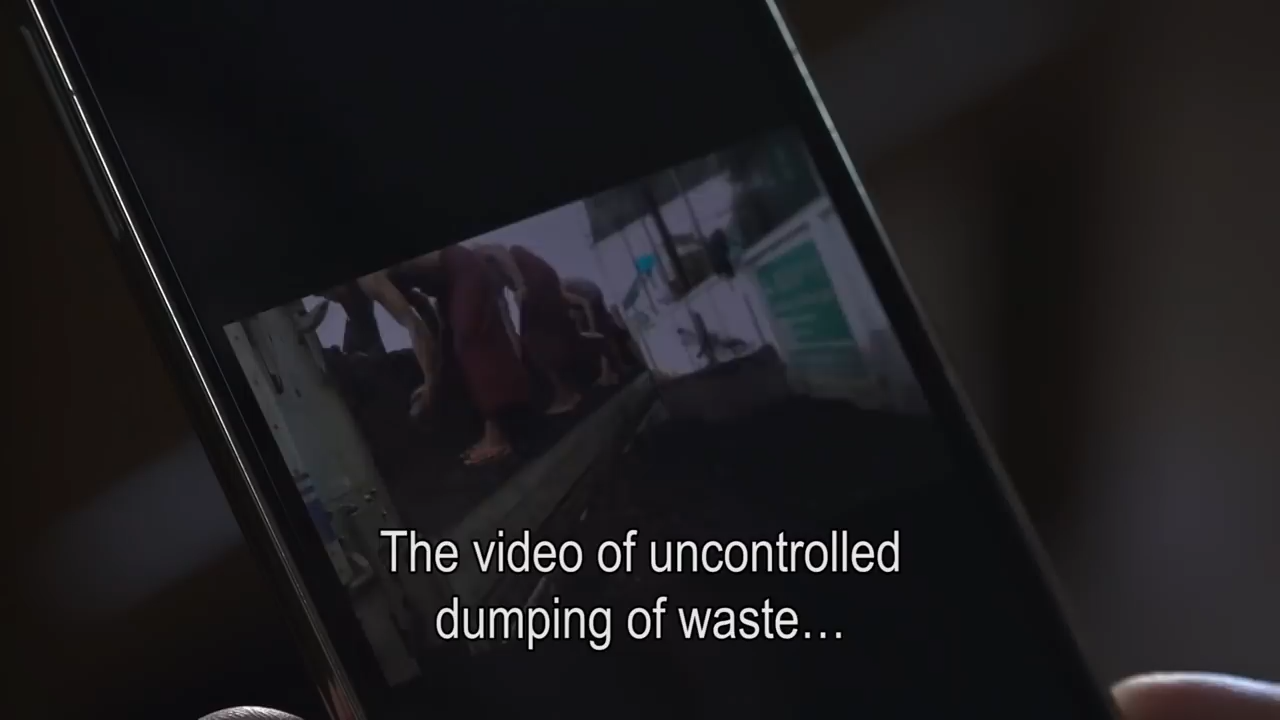 The video of uncontrolled
dumping of waste…